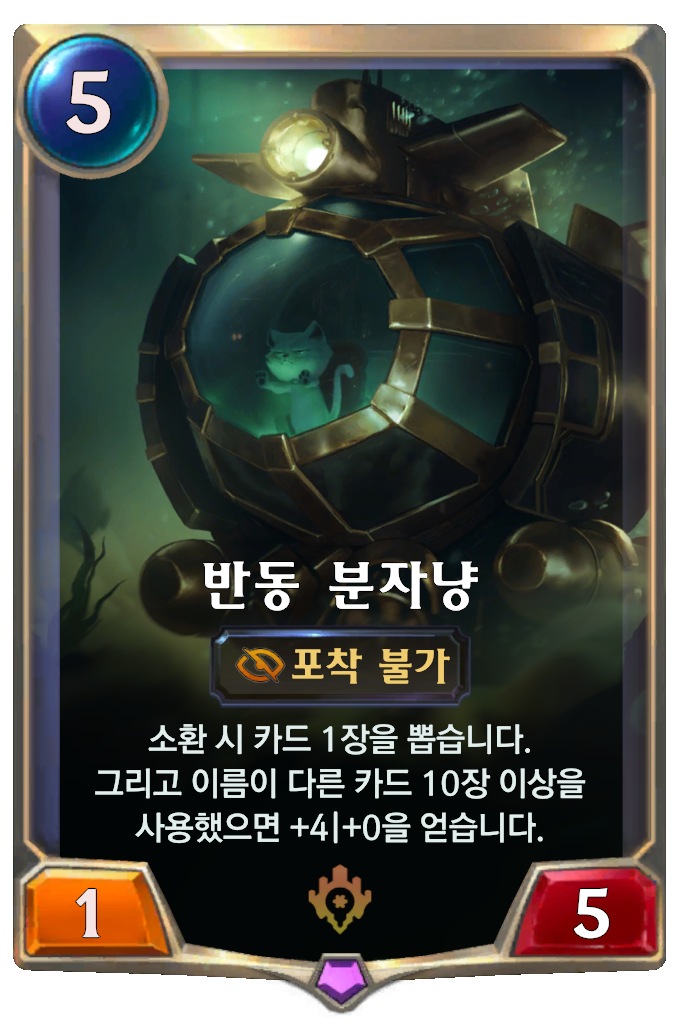 5
반동 분자냥
포착 불가
소환 시 카드 1장을 뽑습니다.
그리고 이름이 다른 카드 10장 이상을
사용했으면 +4|+0을 얻습니다.
1
5